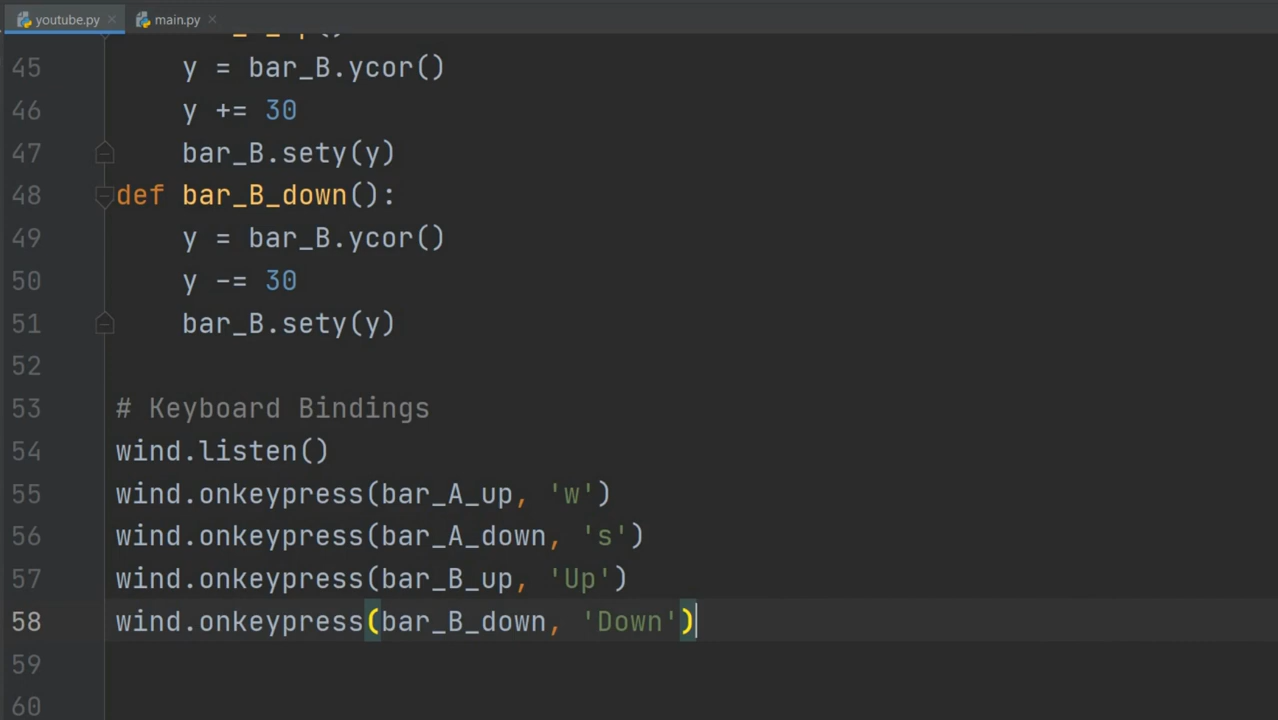 youtube.py
main.py
45 y = bar_B.ycor()
46 y += 30
47 bar_B.sety(y)
48 def bar_B_down():
49 y = bar_B.ycor()
50 y -= 30
51 bar_B.sety(y)
52
53 # Keyboard Bindings
54 wind.listen()
55 wind.onkeypress(bar_A_up, 'w')
56 wind.onkeypress(bar_A_down, 's')
57 wind.onkeypress(bar_B_up, 'Up')
58 wind.onkeypress(bar_B_down, 'Down')
59
60